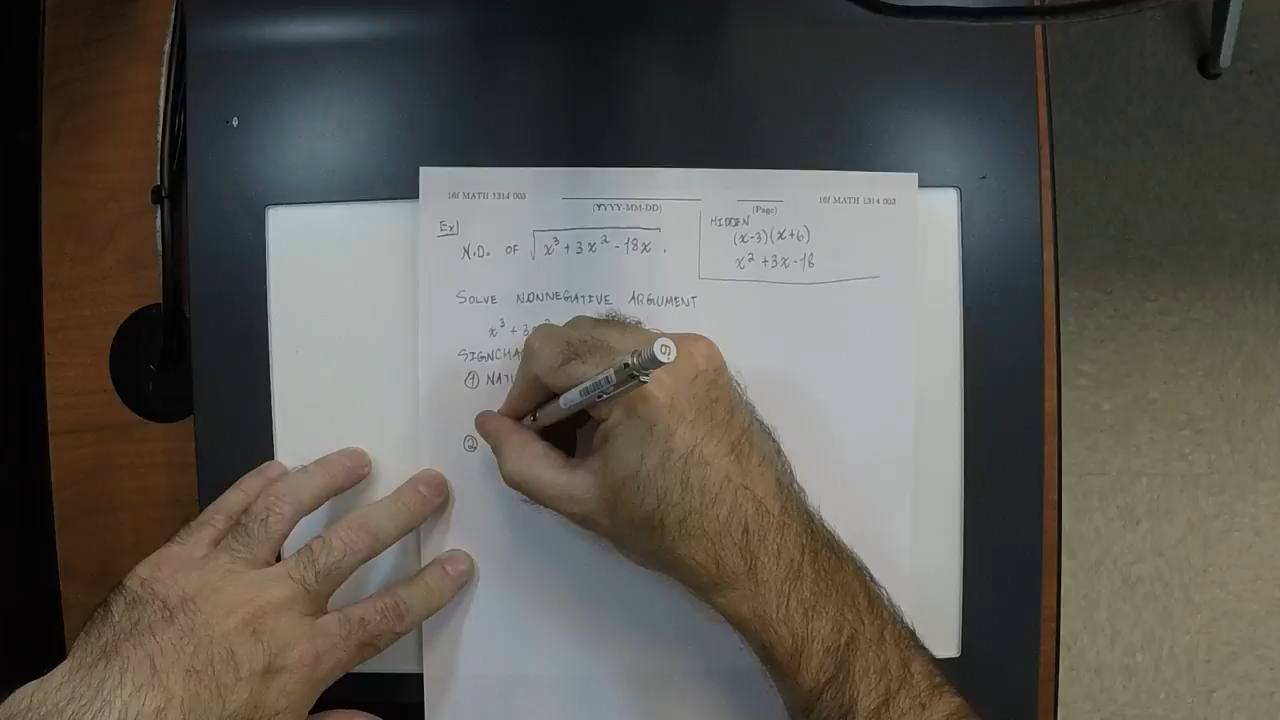 16f MATH 1314 003
(YYYY-MM-DD)
(Page)
16f MATH 1314 003
Ex
N.D. OF √x³ + 3x² - 18x .
HIDDEN
(x-3)(x+6)
x² + 3x - 18
SOLVE NONNEGATIVE ARGUMENT
x³ + 3
① NAT
②